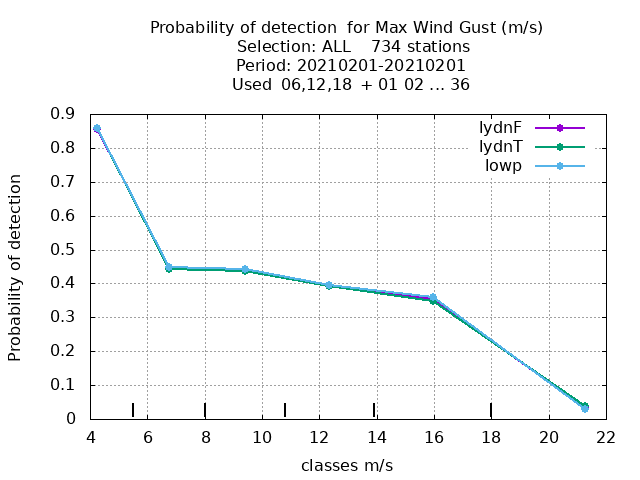 Probability of detection  for Max Wind Gust (m/s)
Selection: ALL    734 stations
Period: 20210201-20210201
Used  06,12,18  + 01 02 ... 36
lydnF
lydnT
lowp
Probability of detection
0.9
0.8
0.7
0.6
0.5
0.4
0.3
0.2
0.1
0
4 6 8 10 12 14 16 18 20 22
classes m/s